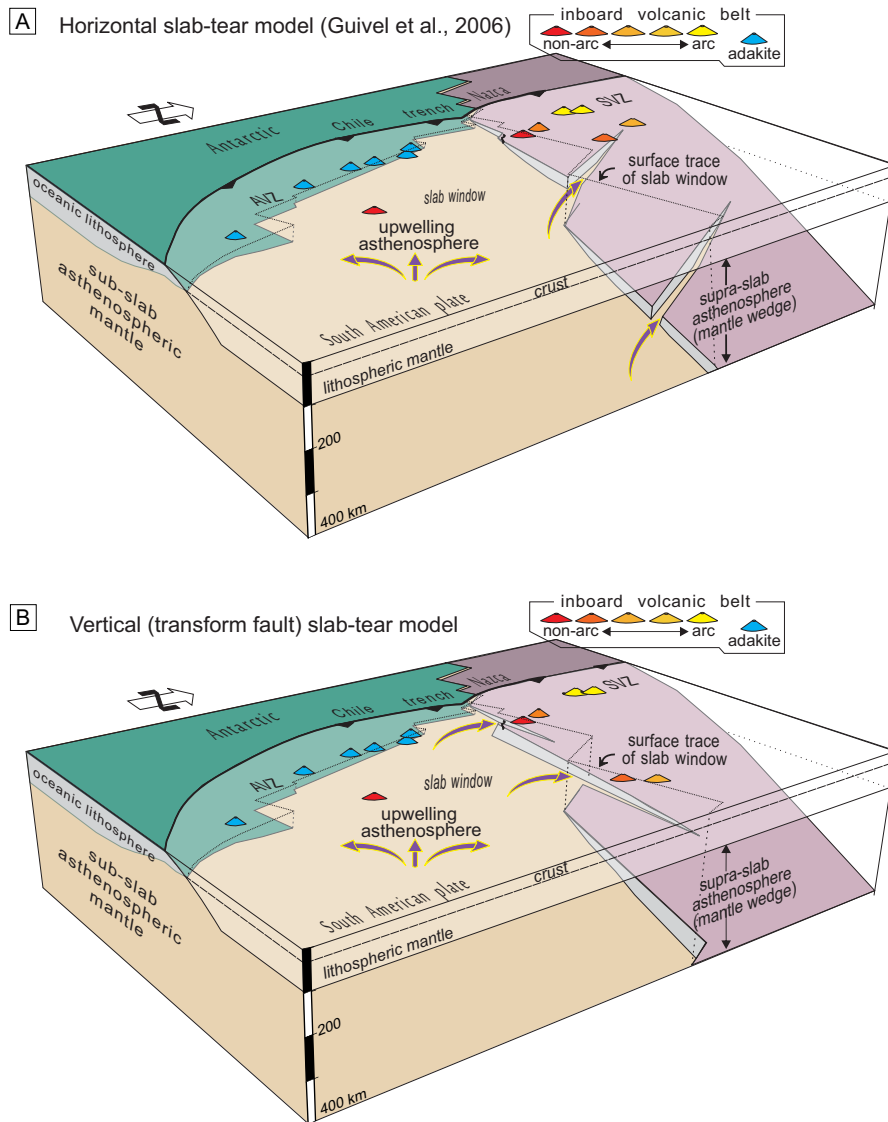 A
Horizontal slab-tear model (Guivel et al., 2006)
inboard volcanic belt
non-arc
arc
adakite
Nazca
SVZ
Antarctic
Chile trench
surface trace
of slab window
AVZ
slab window
oceanic lithosphere
upwelling
asthenosphere
sub-slab
asthenospheric
mantle
crust
supra-slab
asthenosphere
(mantle wedge)
South American plate
lithospheric mantle
200
400 km
B
Vertical (transform fault) slab-tear model
inboard volcanic belt
non-arc
arc
adakite
Nazca
SVZ
Antarctic
Chile trench
surface trace
of slab window
AVZ
slab window
oceanic lithosphere
upwelling
asthenosphere
sub-slab
asthenospheric
mantle
crust
supra-slab
asthenosphere
(mantle wedge)
South American plate
lithospheric mantle
200
400 km